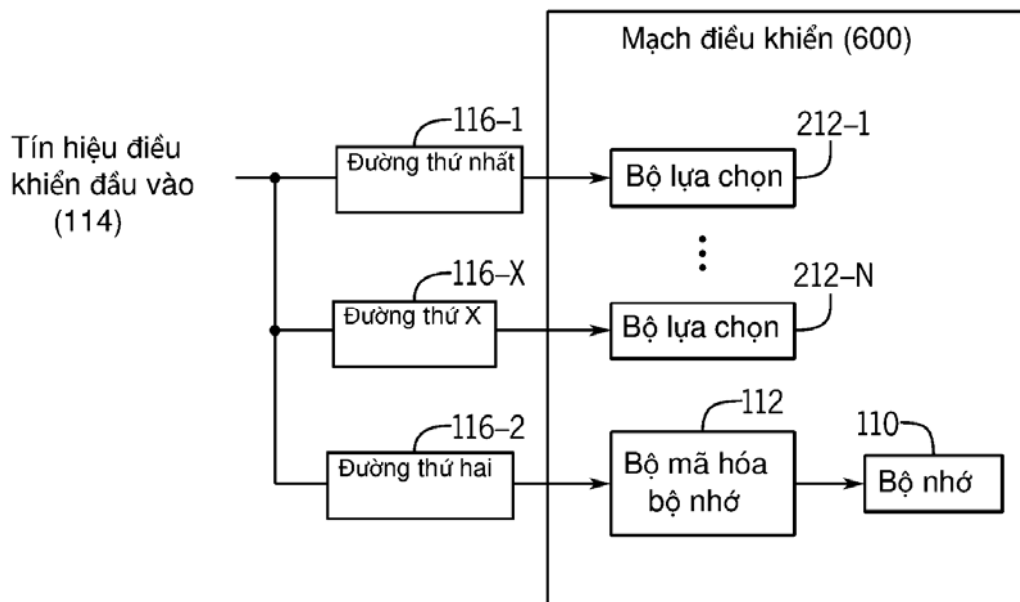 Mạch điều khiển (600)
Tín hiệu điều
khiển đầu vào
(114)
116-1
Đường thứ nhất
212-1
Bộ lựa chọn
116-X
Đường thứ X
212-N
Bộ lựa chọn
116-2
Đường thứ hai
112
Bộ mã hóa
bộ nhớ
110
Bộ nhớ